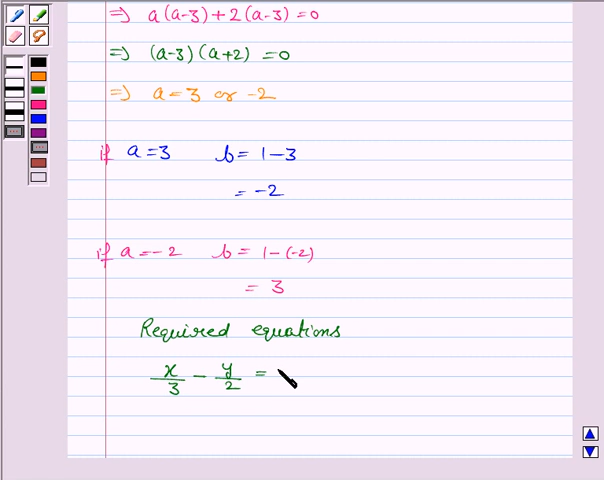 ⇒ a(a-3)+2(a-3)=0
⇒ (a-3)(a+2)=0
⇒ a=3 or -2
if a=3 b=1-3
=-2
if a=-2 b=1-(-2)
=3
Required equations
x/3 - y/2 =